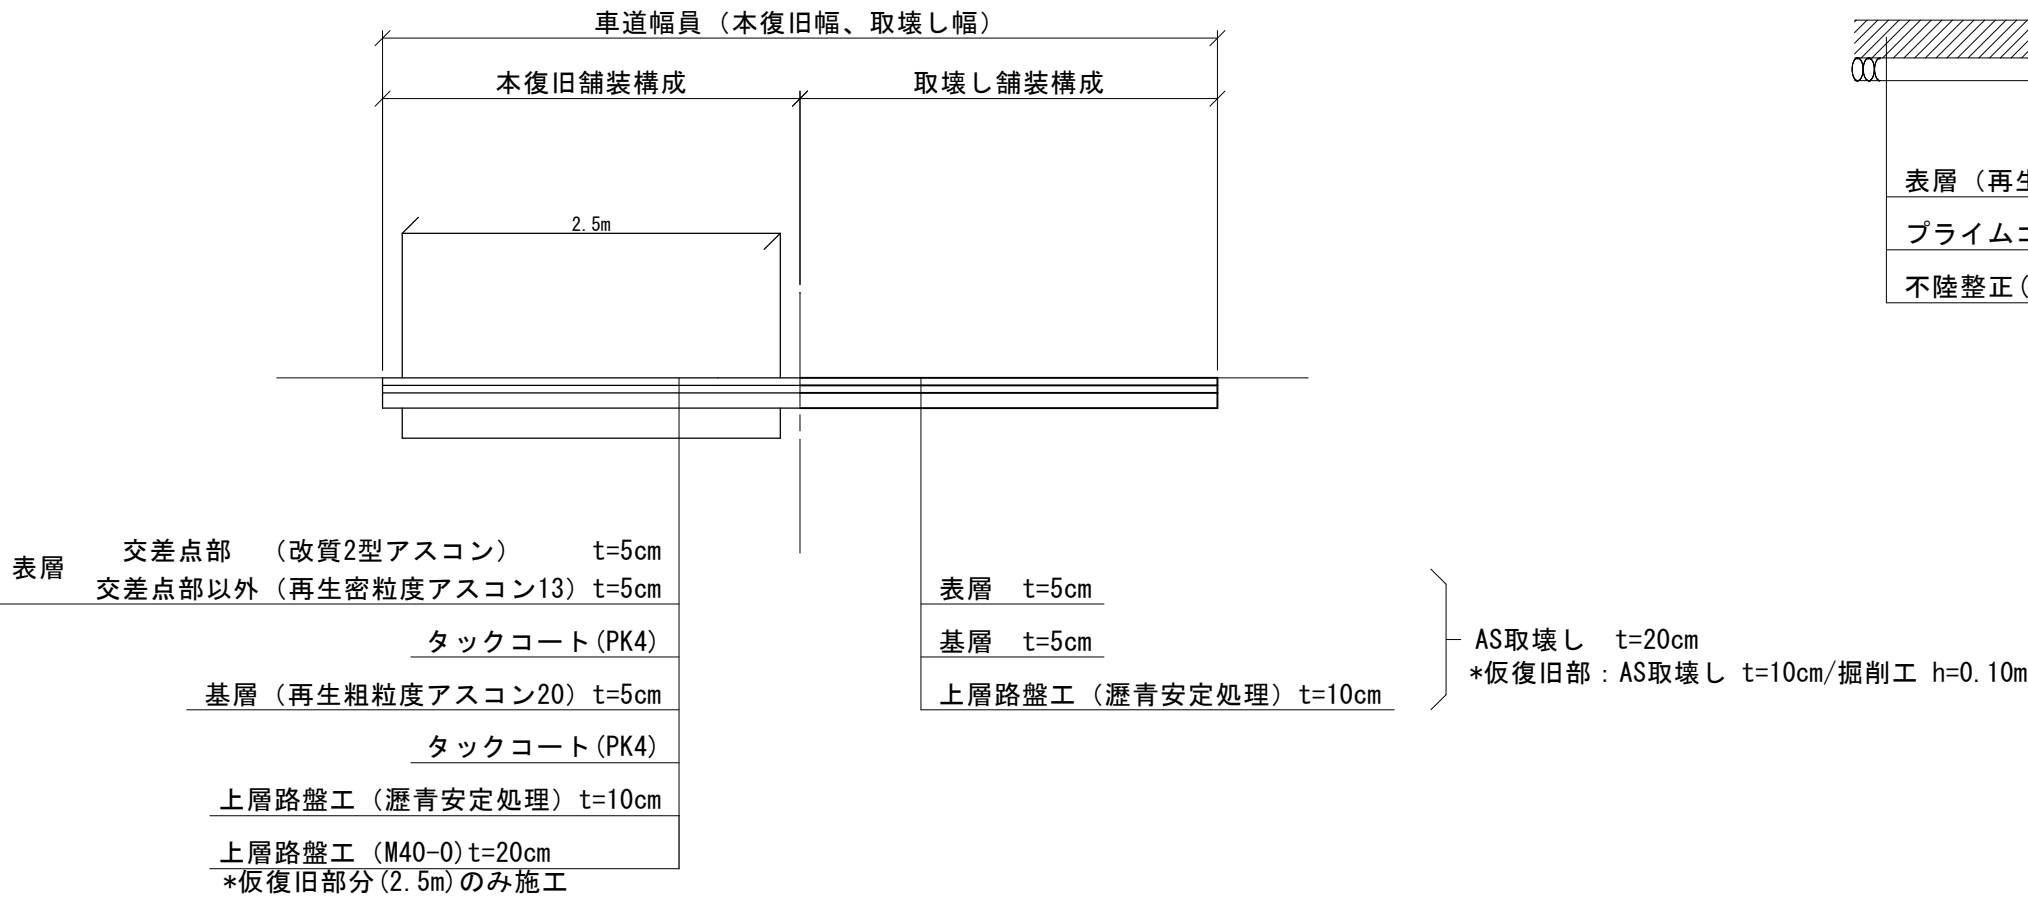 車道幅員（本復旧幅、取壊し幅）
本復旧舗装構成
取壊し舗装構成
2.5m
表層
交差点部　（改質2型アスコン）　t=5cm
交差点部以外（再生密粒度アスコン13）t=5cm
タックコート(PK4)
基層（再生粗粒度アスコン20）t=5cm
タックコート(PK4)
上層路盤工（瀝青安定処理）t=10cm
上層路盤工（M40-0)t=20cm
*仮復旧部分(2.5m)のみ施工
表層　t=5cm
基層　t=5cm
上層路盤工（瀝青安定処理）t=10cm
AS取壊し　t=20cm
*仮復旧部：AS取壊し t=10cm/掘削工 h=0.10m
表層（再生
プライムコ
不陸整正(